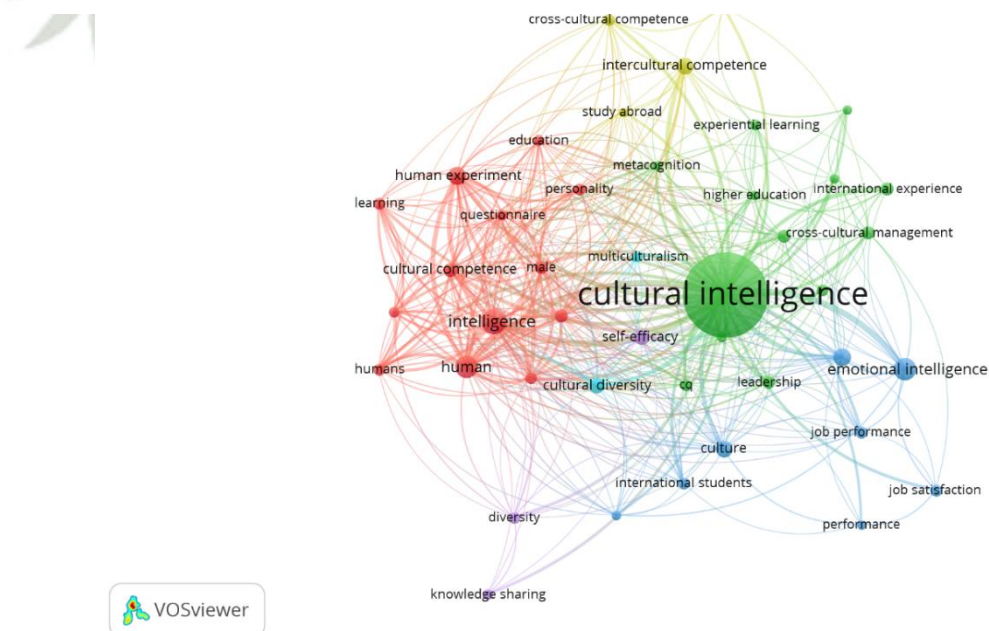 cross-cultural competence
intercultural competence
study abroad
experiential learning
education
metacognition
human experiment
personality
higher education
international experience
learning
questionnaire
cross-cultural management
multiculturalism
cultural competence
male
cultural intelligence
intelligence
self-efficacy
humans
human
cultural diversity
cq
leadership
emotional intelligence
job performance
culture
international students
job satisfaction
diversity
performance
knowledge sharing
VOSviewer